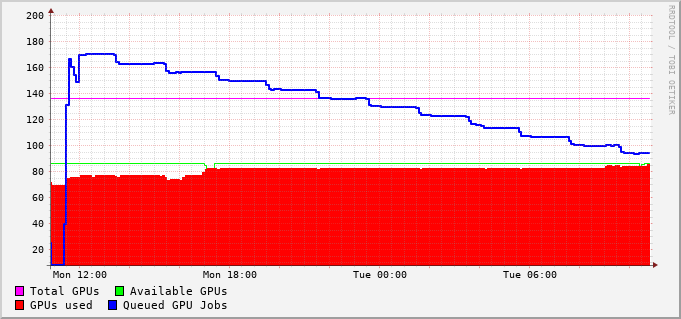 200
180
160
140
120
100
80
60
40
20
Mon 12:00 Mon 18:00 Tue 00:00 Tue 06:00
Total GPUs Available GPUs
GPUs used Queued GPU Jobs
RRDTOOL / TOBI OETIKER